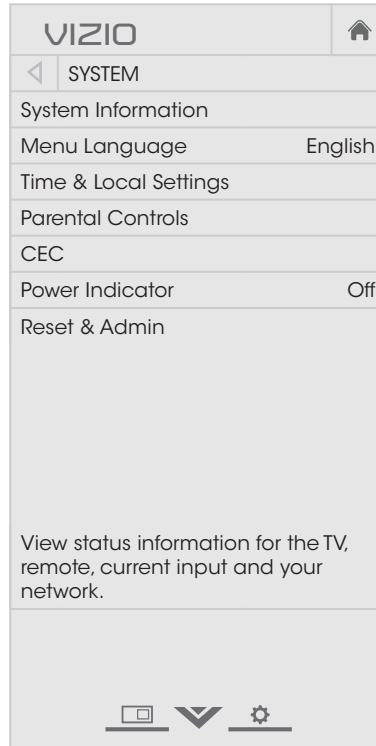 VIZIO
SYSTEM
System Information
Menu Language English
Time & Local Settings
Parental Controls
CEC
Power Indicator Off
Reset & Admin
View status information for the TV,
remote, current input and your
network.